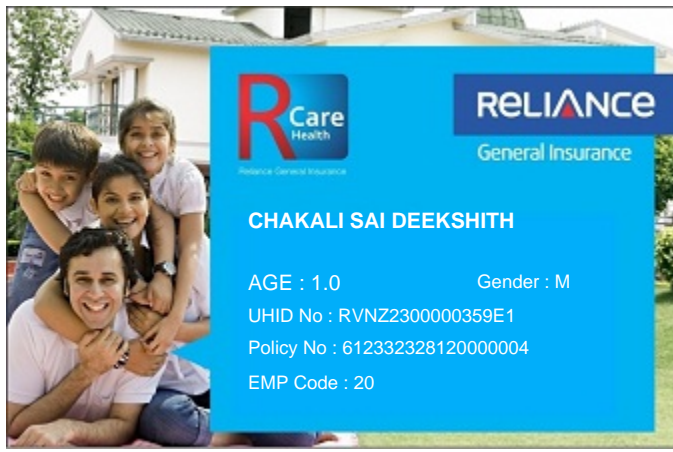 R Care
Health
Reliance General Insurance
RELIANCE
General Insurance
CHAKALI SAI DEEKSHITH
AGE : 1.0 Gender : M
UHID No : RVNZ2300000359E1
Policy No : 612332328120000004
EMP Code : 20